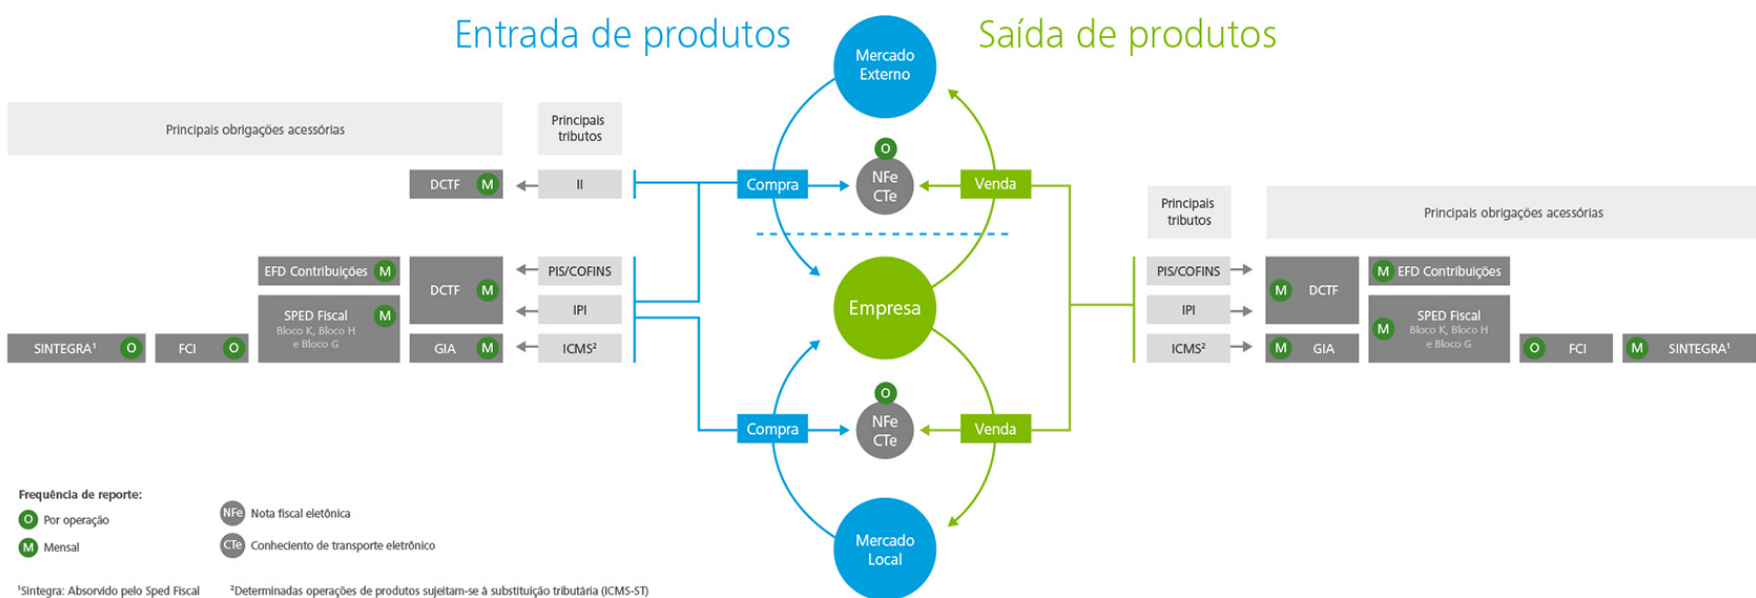 Entrada de produtos
Saída de produtos
Mercado
Externo
Principais obrigações acessórias
Principais
tributos
O
NFe
CTe
DCTF M
II
Compra
Venda
Principais
tributos
Principais obrigações acessórias
EFD Contribuições M
DCTF M
PIS/COFINS
IPI
ICMS²
SPED Fiscal M
Bloco K, Bloco H
e Bloco G
SINTEGRA¹ O
FCI O
GIA M
Empresa
PIS/COFINS
IPI
ICMS²
M DCTF
M EFD Contribuições
M SPED Fiscal
Bloco K, Bloco H
e Bloco G
M GIA
O FCI
M SINTEGRA¹
O
NFe
CTe
Compra
Venda
Mercado
Local
Frequência de reporte:
O Por operação
M Mensal
NFe Nota fiscal eletônica
CTe Conheciento de transporte eletrônico
¹Sintegra: Absorvido pelo Sped Fiscal
²Determinadas operações de produtos sujeitam-se à substituição tributária (ICMS-ST)